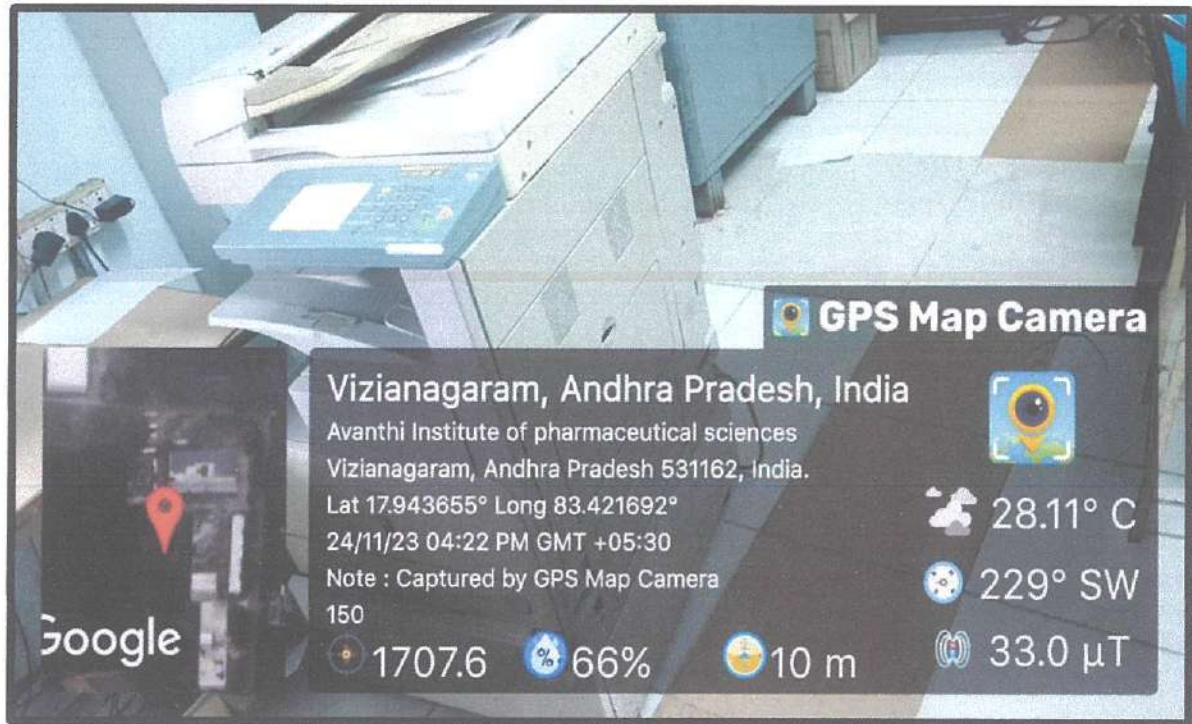 GPS Map Camera
Vizianagaram, Andhra Pradesh, India
Avanthi Institute of pharmaceutical sciences
Vizianagaram, Andhra Pradesh 531162, India.
Lat 17.943655° Long 83.421692°
24/11/23 04:22 PM GMT +05:30
Note : Captured by GPS Map Camera
150
Google
28.11° C
229° SW
33.0 µT
1707.6
% 66%
10 m